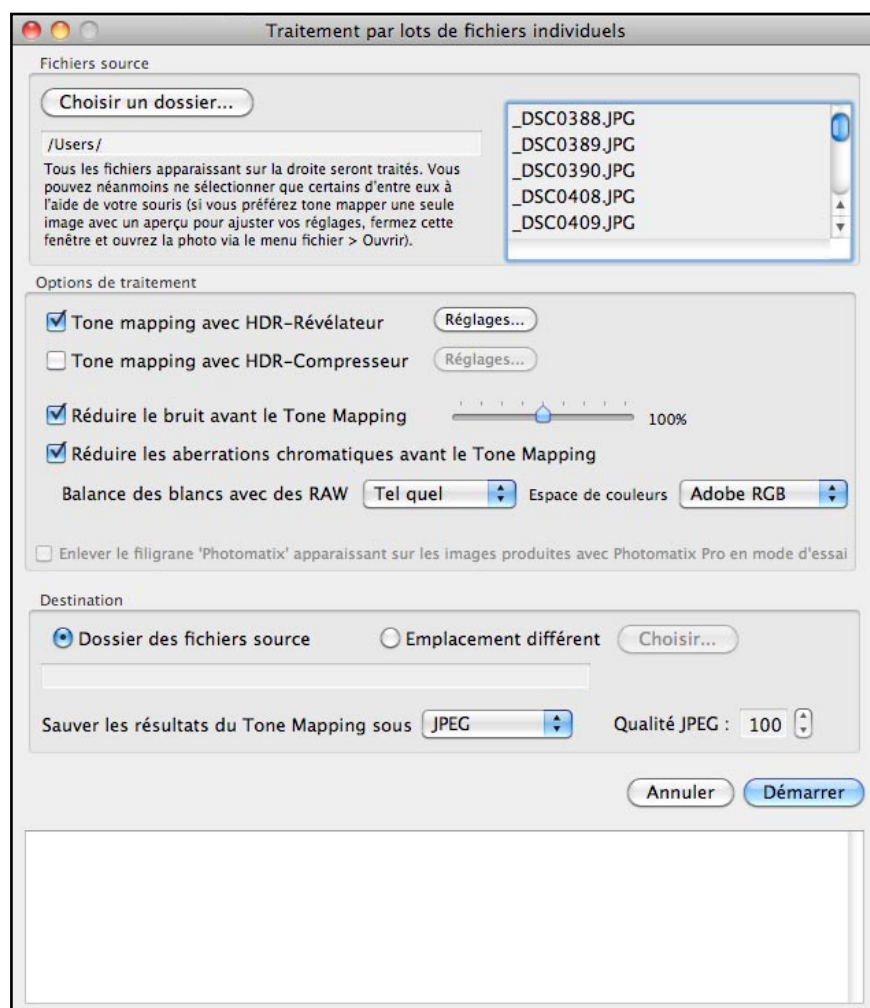 Traitement par lots de fichiers individuels
Fichiers source
Choisir un dossier...
/Users/
Tous les fichiers apparaissant sur la droite seront traités. Vous
pouvez néanmoins ne sélectionner que certains d'entre eux à
l'aide de votre souris (si vous préférez tone mapper une seule
image avec un aperçu pour ajuster vos réglages, fermez cette
fenêtre et ouvrez la photo via le menu fichier > Ouvrir).
_DSC0388.JPG
_DSC0389.JPG
_DSC0390.JPG
_DSC0408.JPG
_DSC0409.JPG
Options de traitement
Tone mapping avec HDR-Révélateur
Réglages...
Tone mapping avec HDR-Compresseur
Réglages...
Réduire le bruit avant le Tone Mapping
100%
Réduire les aberrations chromatiques avant le Tone Mapping
Balance des blancs avec des RAW
Tel quel
Espace de couleurs
Adobe RGB
Enlever le filigrane 'Photomatix' apparaissant sur les images produites avec Photomatix Pro en mode d'essai
Destination
Dossier des fichiers source
Emplacement différent
Choisir...
Sauver les résultats du Tone Mapping sous
JPEG
Qualité JPEG :
100
Annuler
Démarrer